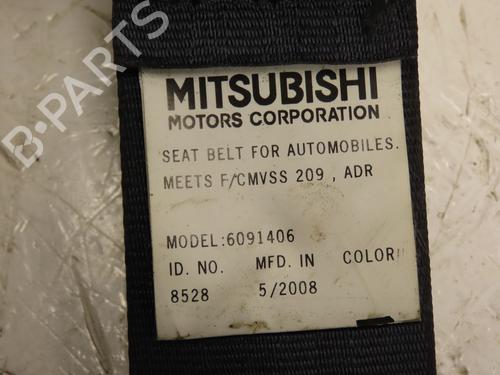 MITSUBISHI
MOTORS CORPORATION
SEAT BELT FOR AUTOMOBILES.
MEETS F/CMVSS 209 , ADR
MODEL:6091406
ID. NO. MFD. IN COLOR
8528 5/2008
B-PARTS